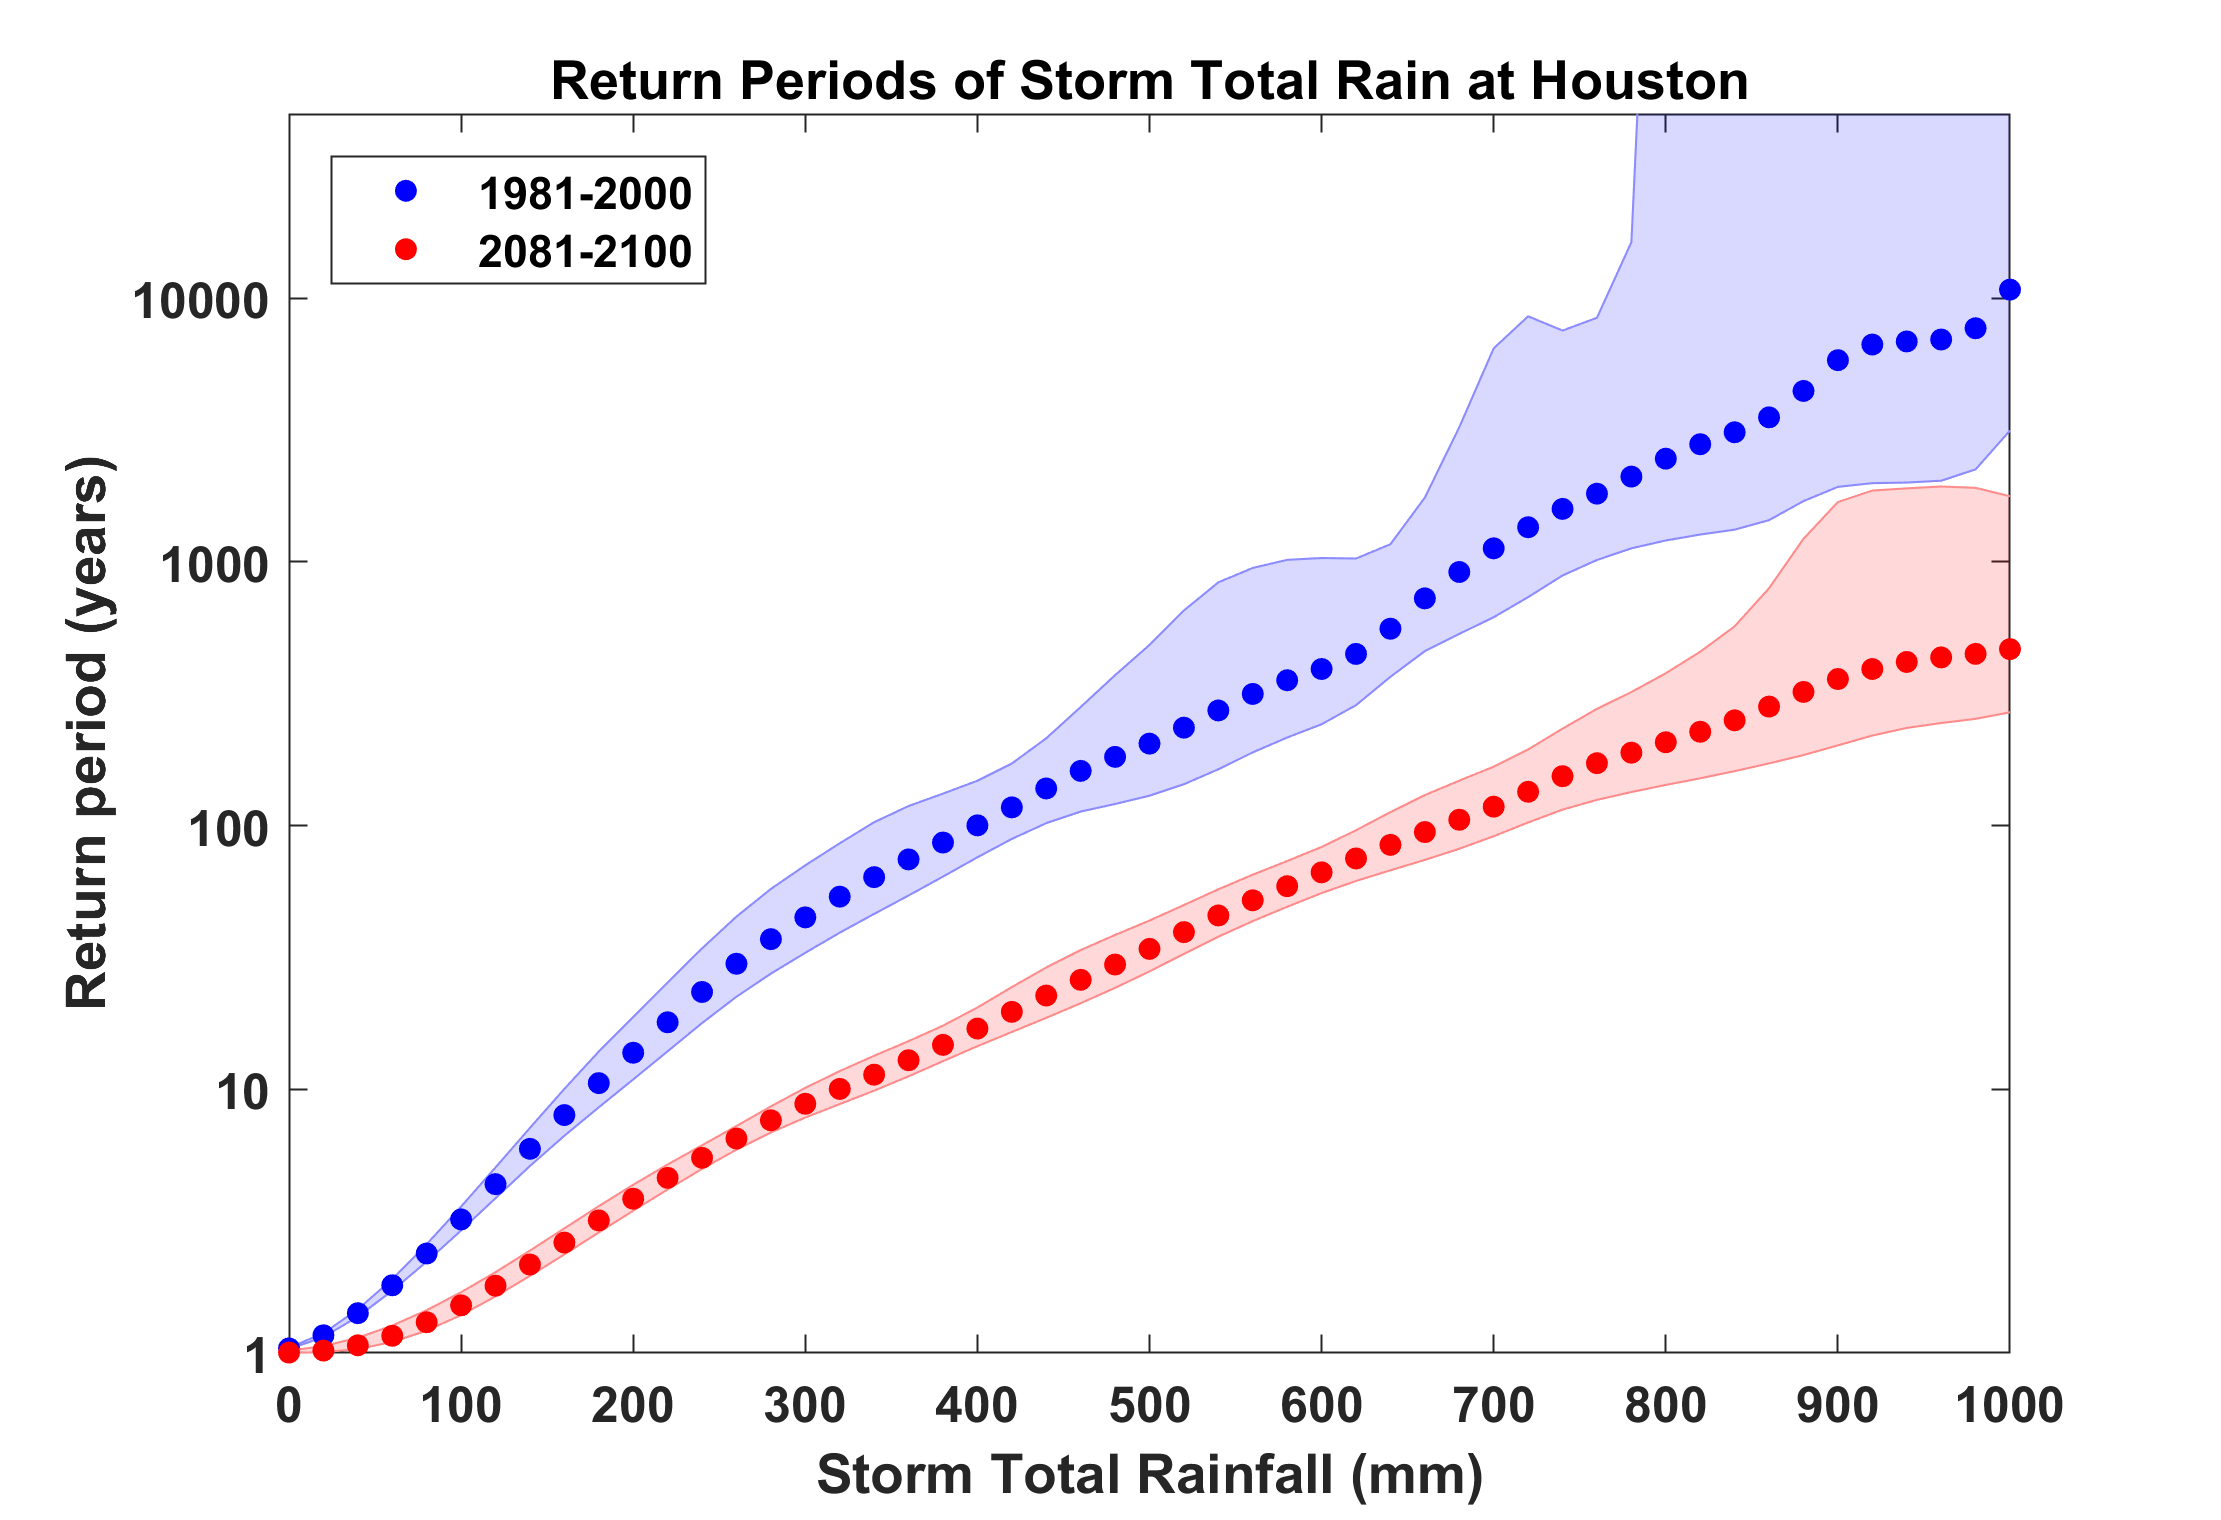 Return Periods of Storm Total Rain at Houston
1981-2000
2081-2100
10000
1000
100
10
1
Return period (years)
0 100 200 300 400 500 600 700 800 900 1000
Storm Total Rainfall (mm)